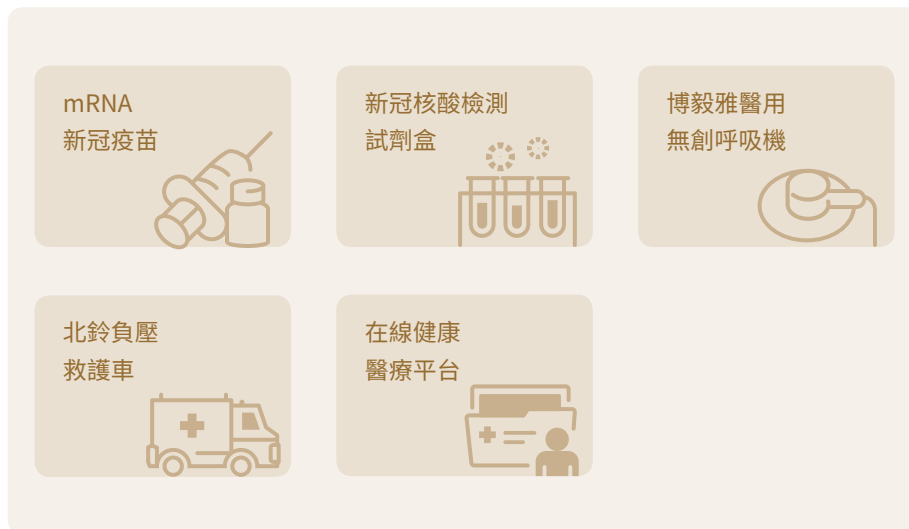 mRNA
新冠疫苗
新冠核酸檢測
試劑盒
博毅雅醫用
無創呼吸機
北鈴負壓
救護車
在線健康
醫療平台